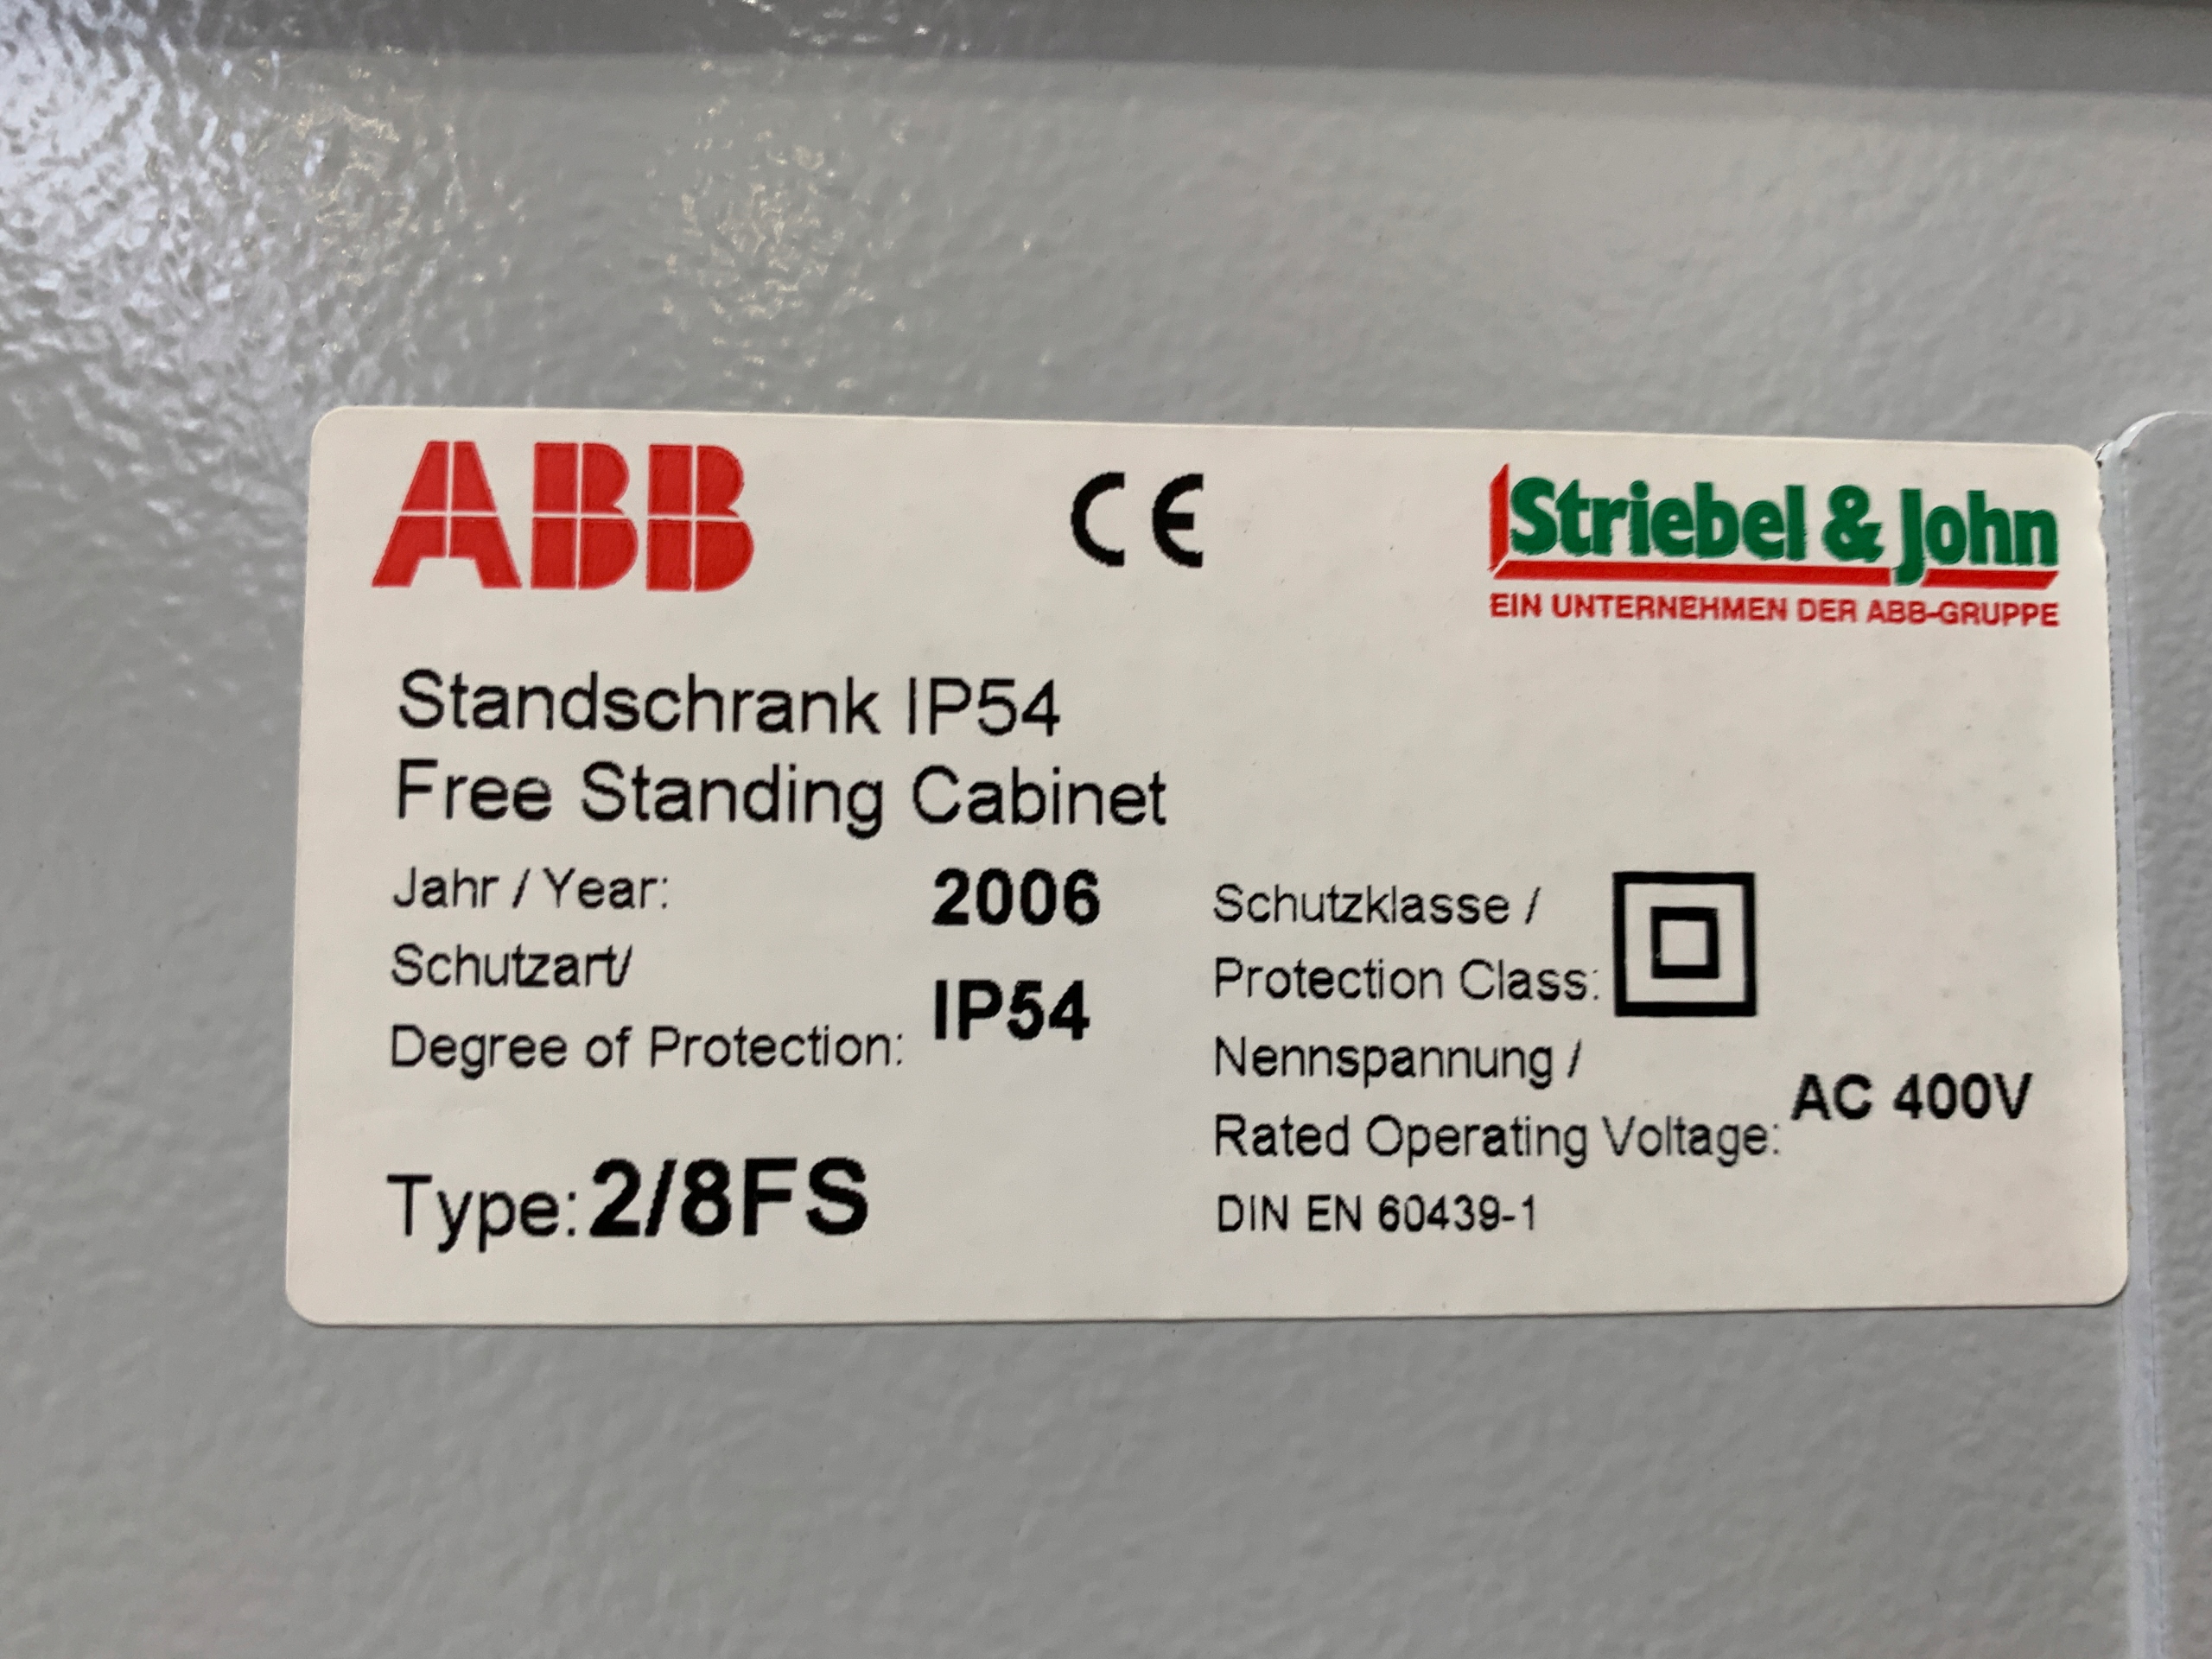 ABB
CE
Striebel & John
EIN UNTERNEHMEN DER ABB-GRUPPE
Standschrank IP54
Free Standing Cabinet
Jahr / Year: 2006
Schutzart/
Degree of Protection: IP54
Type: 2/8FS
Schutzklasse /
Protection Class:
Nennspannung /
Rated Operating Voltage: AC 400V
DIN EN 60439-1